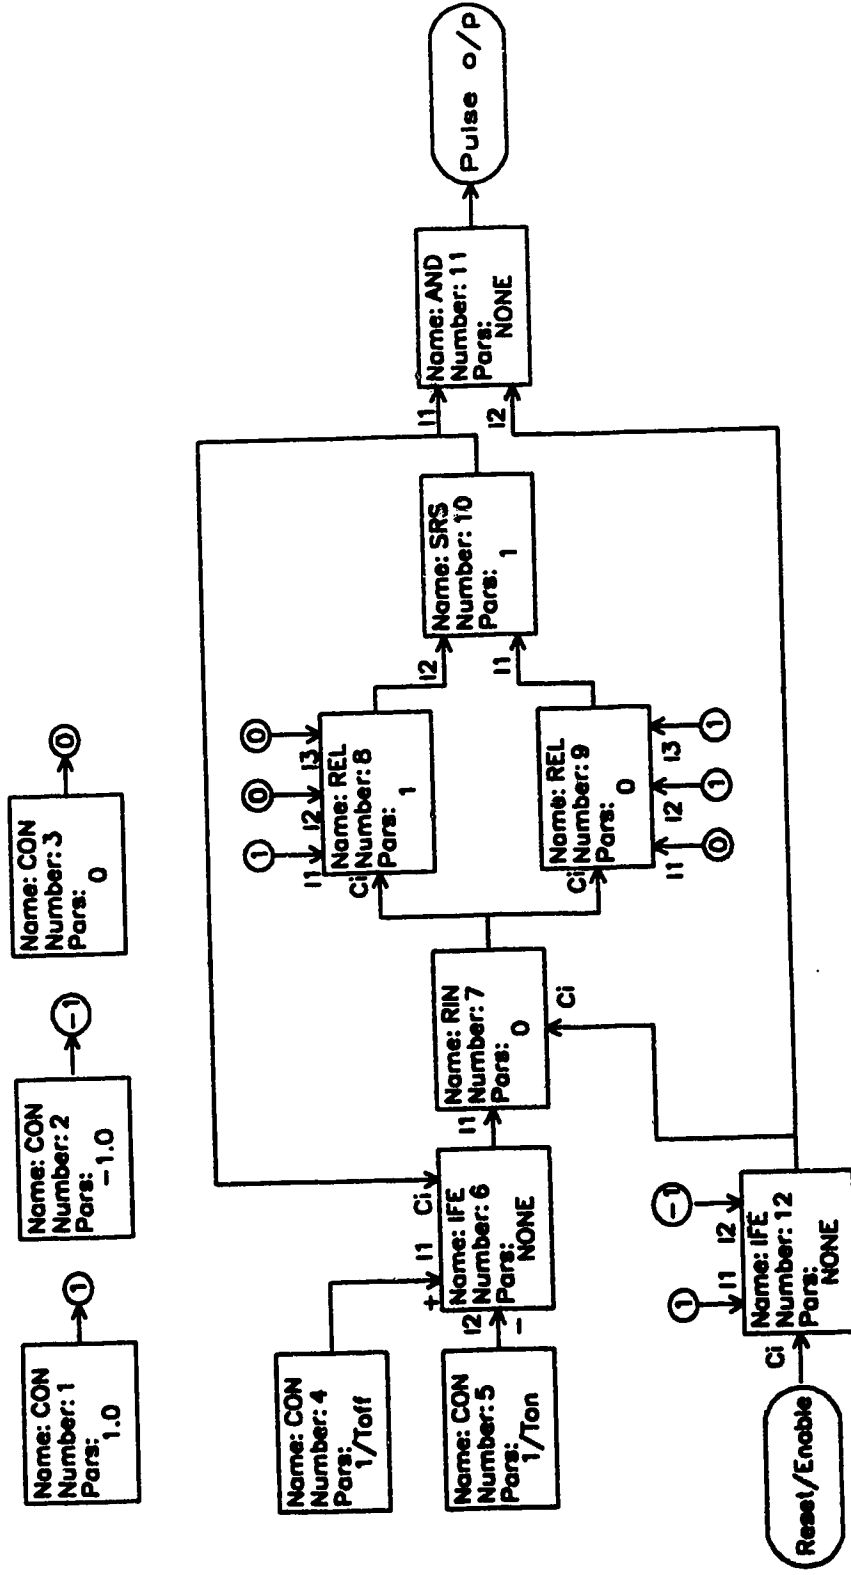 Name: CON
Number: 1
Pars:
1.0
1
Name: CON
Number: 2
Pars:
-1.0
-1
Name: CON
Number: 3
Pars:
0
0
Name: CON
Number: 4
Pars:
1/Toff
Name: CON
Number: 5
Pars:
1/Ton
+
I1
Ci
I2
-
Name: IFE
Number: 6
Pars:
NONE
I1
Ci
Name: RIN
Number: 7
Pars:
0
1
0
0
I1
I2
I3
Ci
Name: REL
Number: 8
Pars:
1
Ci
Name: REL
Number: 9
Pars:
0
I1
I2
I3
0
1
1
I2
I1
Name: SRS
Number: 10
Pars:
1
I1
I2
Name: AND
Number: 11
Pars:
NONE
Pulse o/p
Reset/Enable
Ci
1
-1
I1
I2
Name: IFE
Number: 12
Pars:
NONE